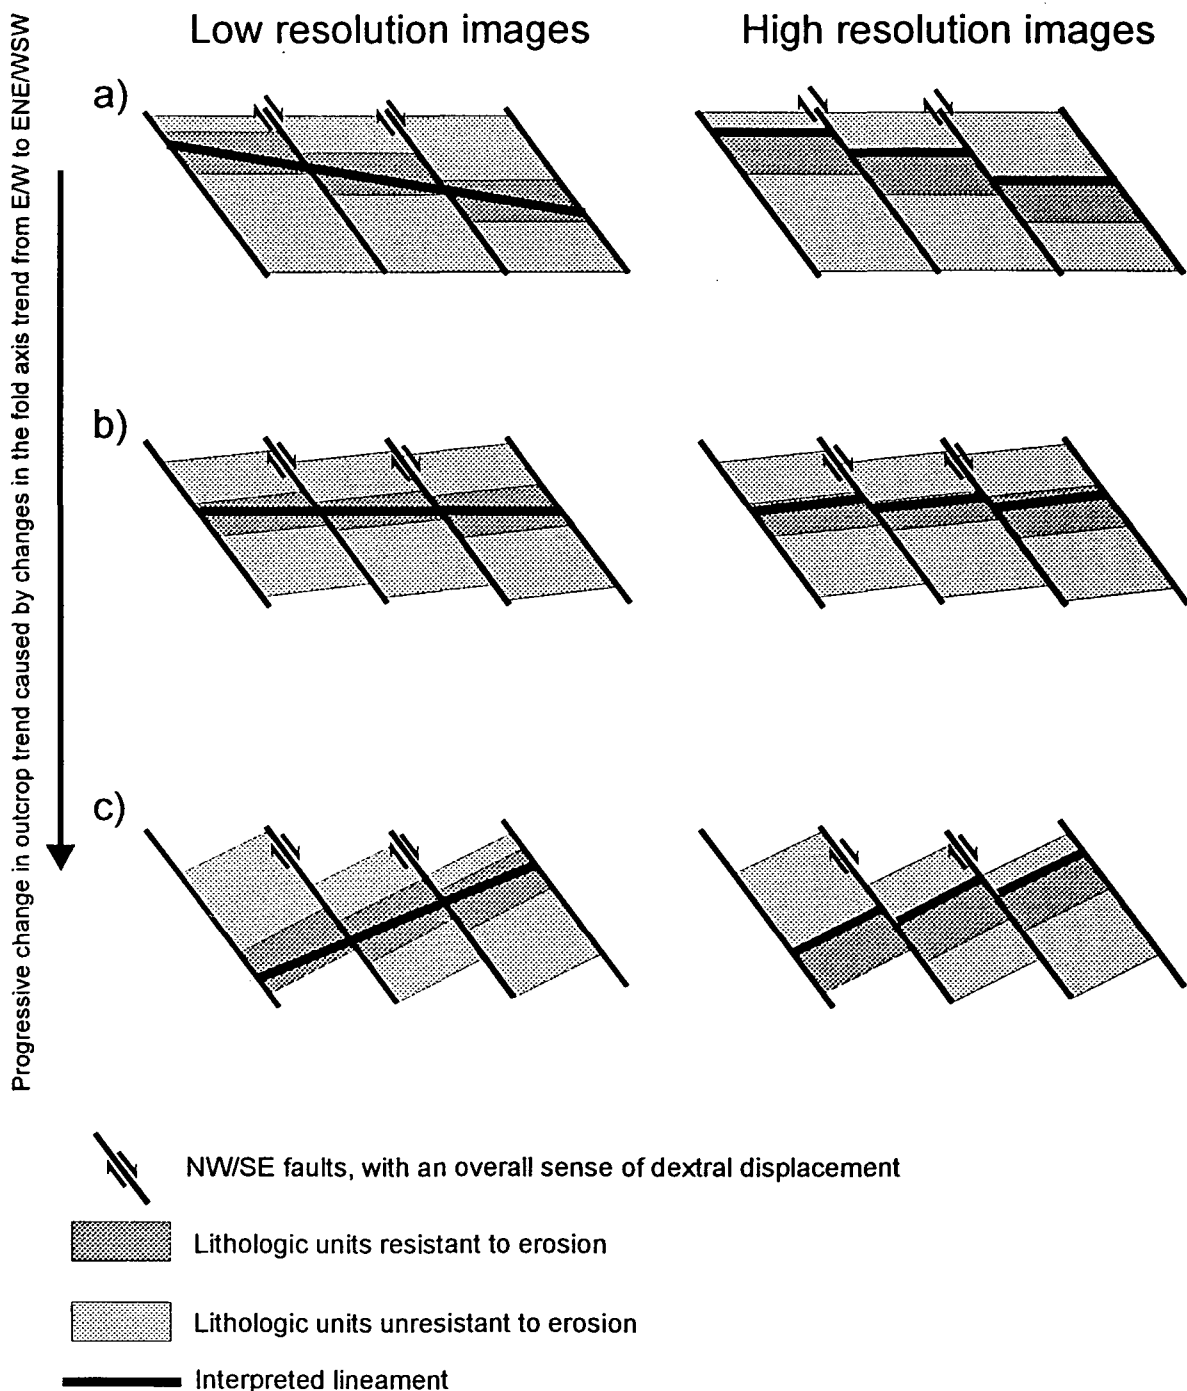 Low resolution images
High resolution images
Progressive change in outcrop trend caused by changes in the fold axis trend from E/W to ENE/WSW
a)
b)
c)
NW/SE faults, with an overall sense of dextral displacement
Lithologic units resistant to erosion
Lithologic units unresistant to erosion
Interpreted lineament